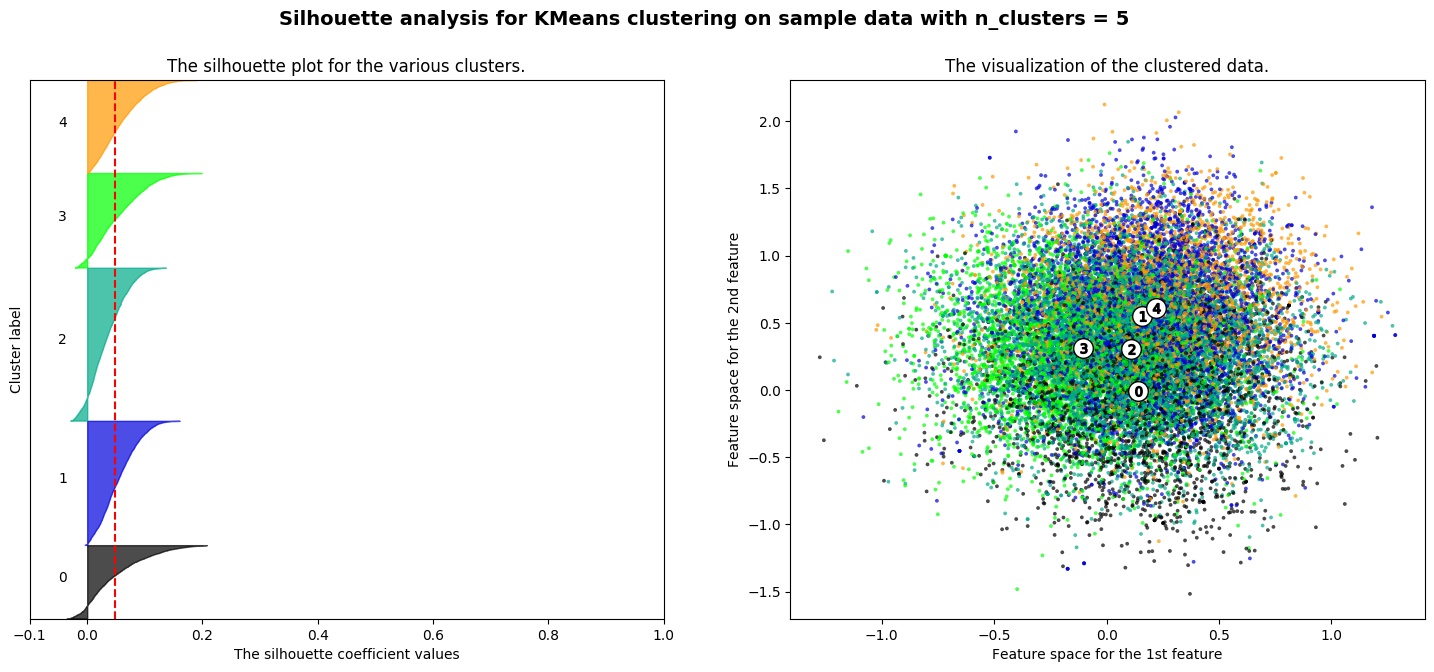 Silhouette analysis for KMeans clustering on sample data with n_clusters = 5
The silhouette plot for the various clusters.
4
3
2
1
0
Cluster label
−0.1 0.0 0.2 0.4 0.6 0.8 1.0
The silhouette coefficient values
The visualization of the clustered data.
2.0
1.5
1.0
0.5
0.0
−0.5
−1.0
−1.5
Feature space for the 2nd feature
4
1
3
2
0
−1.0 −0.5 0.0 0.5 1.0
Feature space for the 1st feature